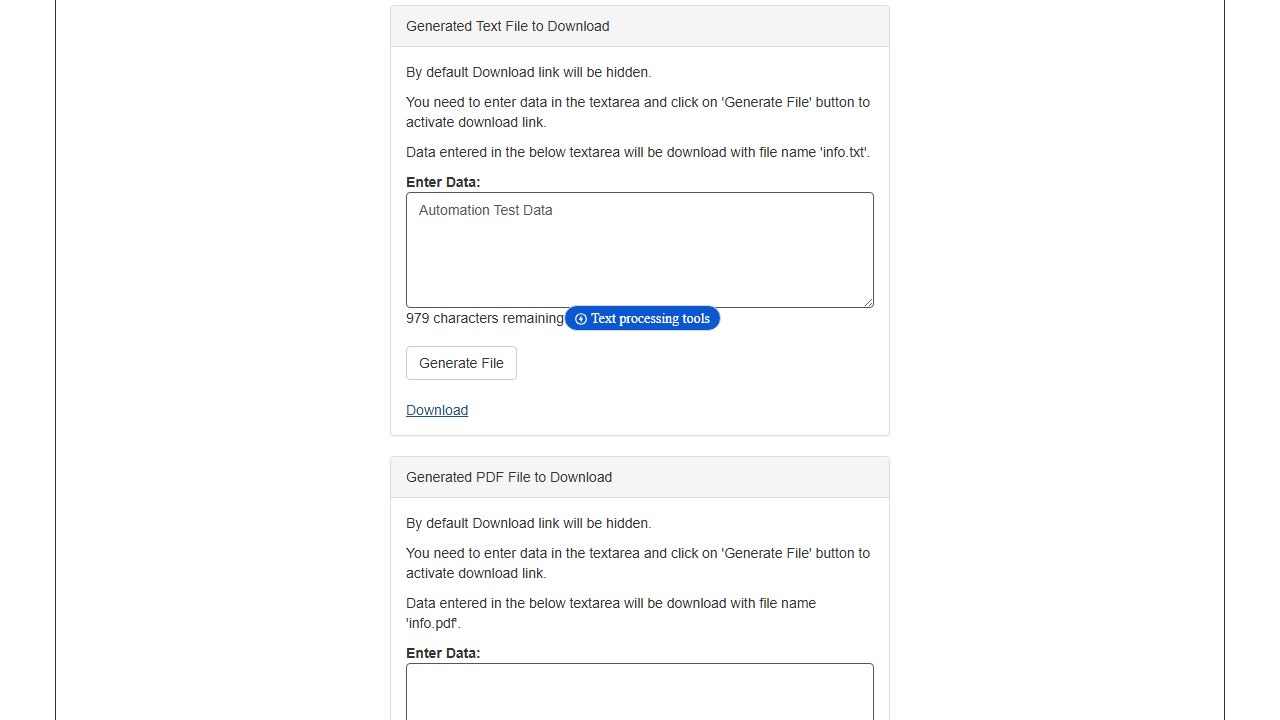 Generated Text File to Download
By default Download link will be hidden.
You need to enter data in the textarea and click on 'Generate File' button to
activate download link.
Data entered in the below textarea will be download with file name 'info.txt'.
Enter Data:
Automation Test Data
979 characters remaining
Text processing tools
Generate File
Download
Generated PDF File to Download
By default Download link will be hidden.
You need to enter data in the textarea and click on 'Generate File' button to
activate download link.
Data entered in the below textarea will be download with file name
'info.pdf'.
Enter Data: